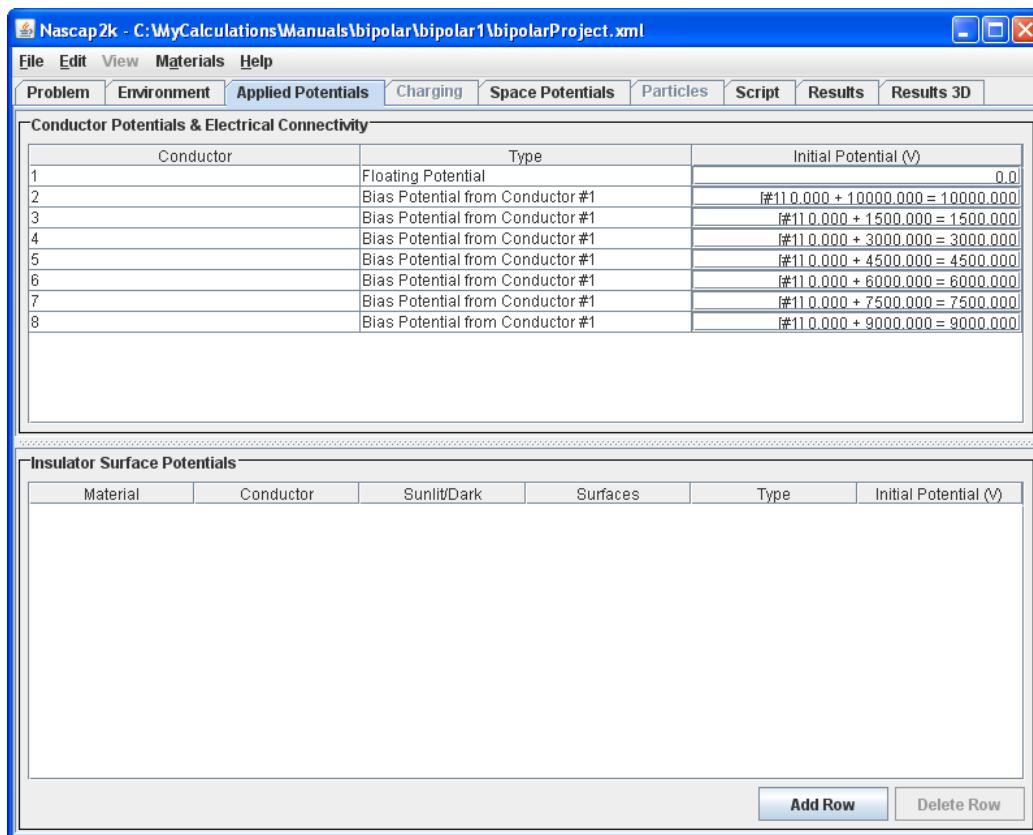 Nascap2k - C:\MyCalculations\Manuals\bipolar\bipolar1\bipolarProject.xml
File Edit View Materials Help
Problem Environment Applied Potentials Charging Space Potentials Particles Script Results Results 3D
Conductor Potentials & Electrical Connectivity
Conductor Type Initial Potential (V)
1 Floating Potential 0.0
2 Bias Potential from Conductor #1 [#1] 0.000 + 10000.000 = 10000.000
3 Bias Potential from Conductor #1 [#1] 0.000 + 1500.000 = 1500.000
4 Bias Potential from Conductor #1 [#1] 0.000 + 3000.000 = 3000.000
5 Bias Potential from Conductor #1 [#1] 0.000 + 4500.000 = 4500.000
6 Bias Potential from Conductor #1 [#1] 0.000 + 6000.000 = 6000.000
7 Bias Potential from Conductor #1 [#1] 0.000 + 7500.000 = 7500.000
8 Bias Potential from Conductor #1 [#1] 0.000 + 9000.000 = 9000.000
Insulator Surface Potentials
Material Conductor Sunlit/Dark Surfaces Type Initial Potential (V)
Add Row Delete Row